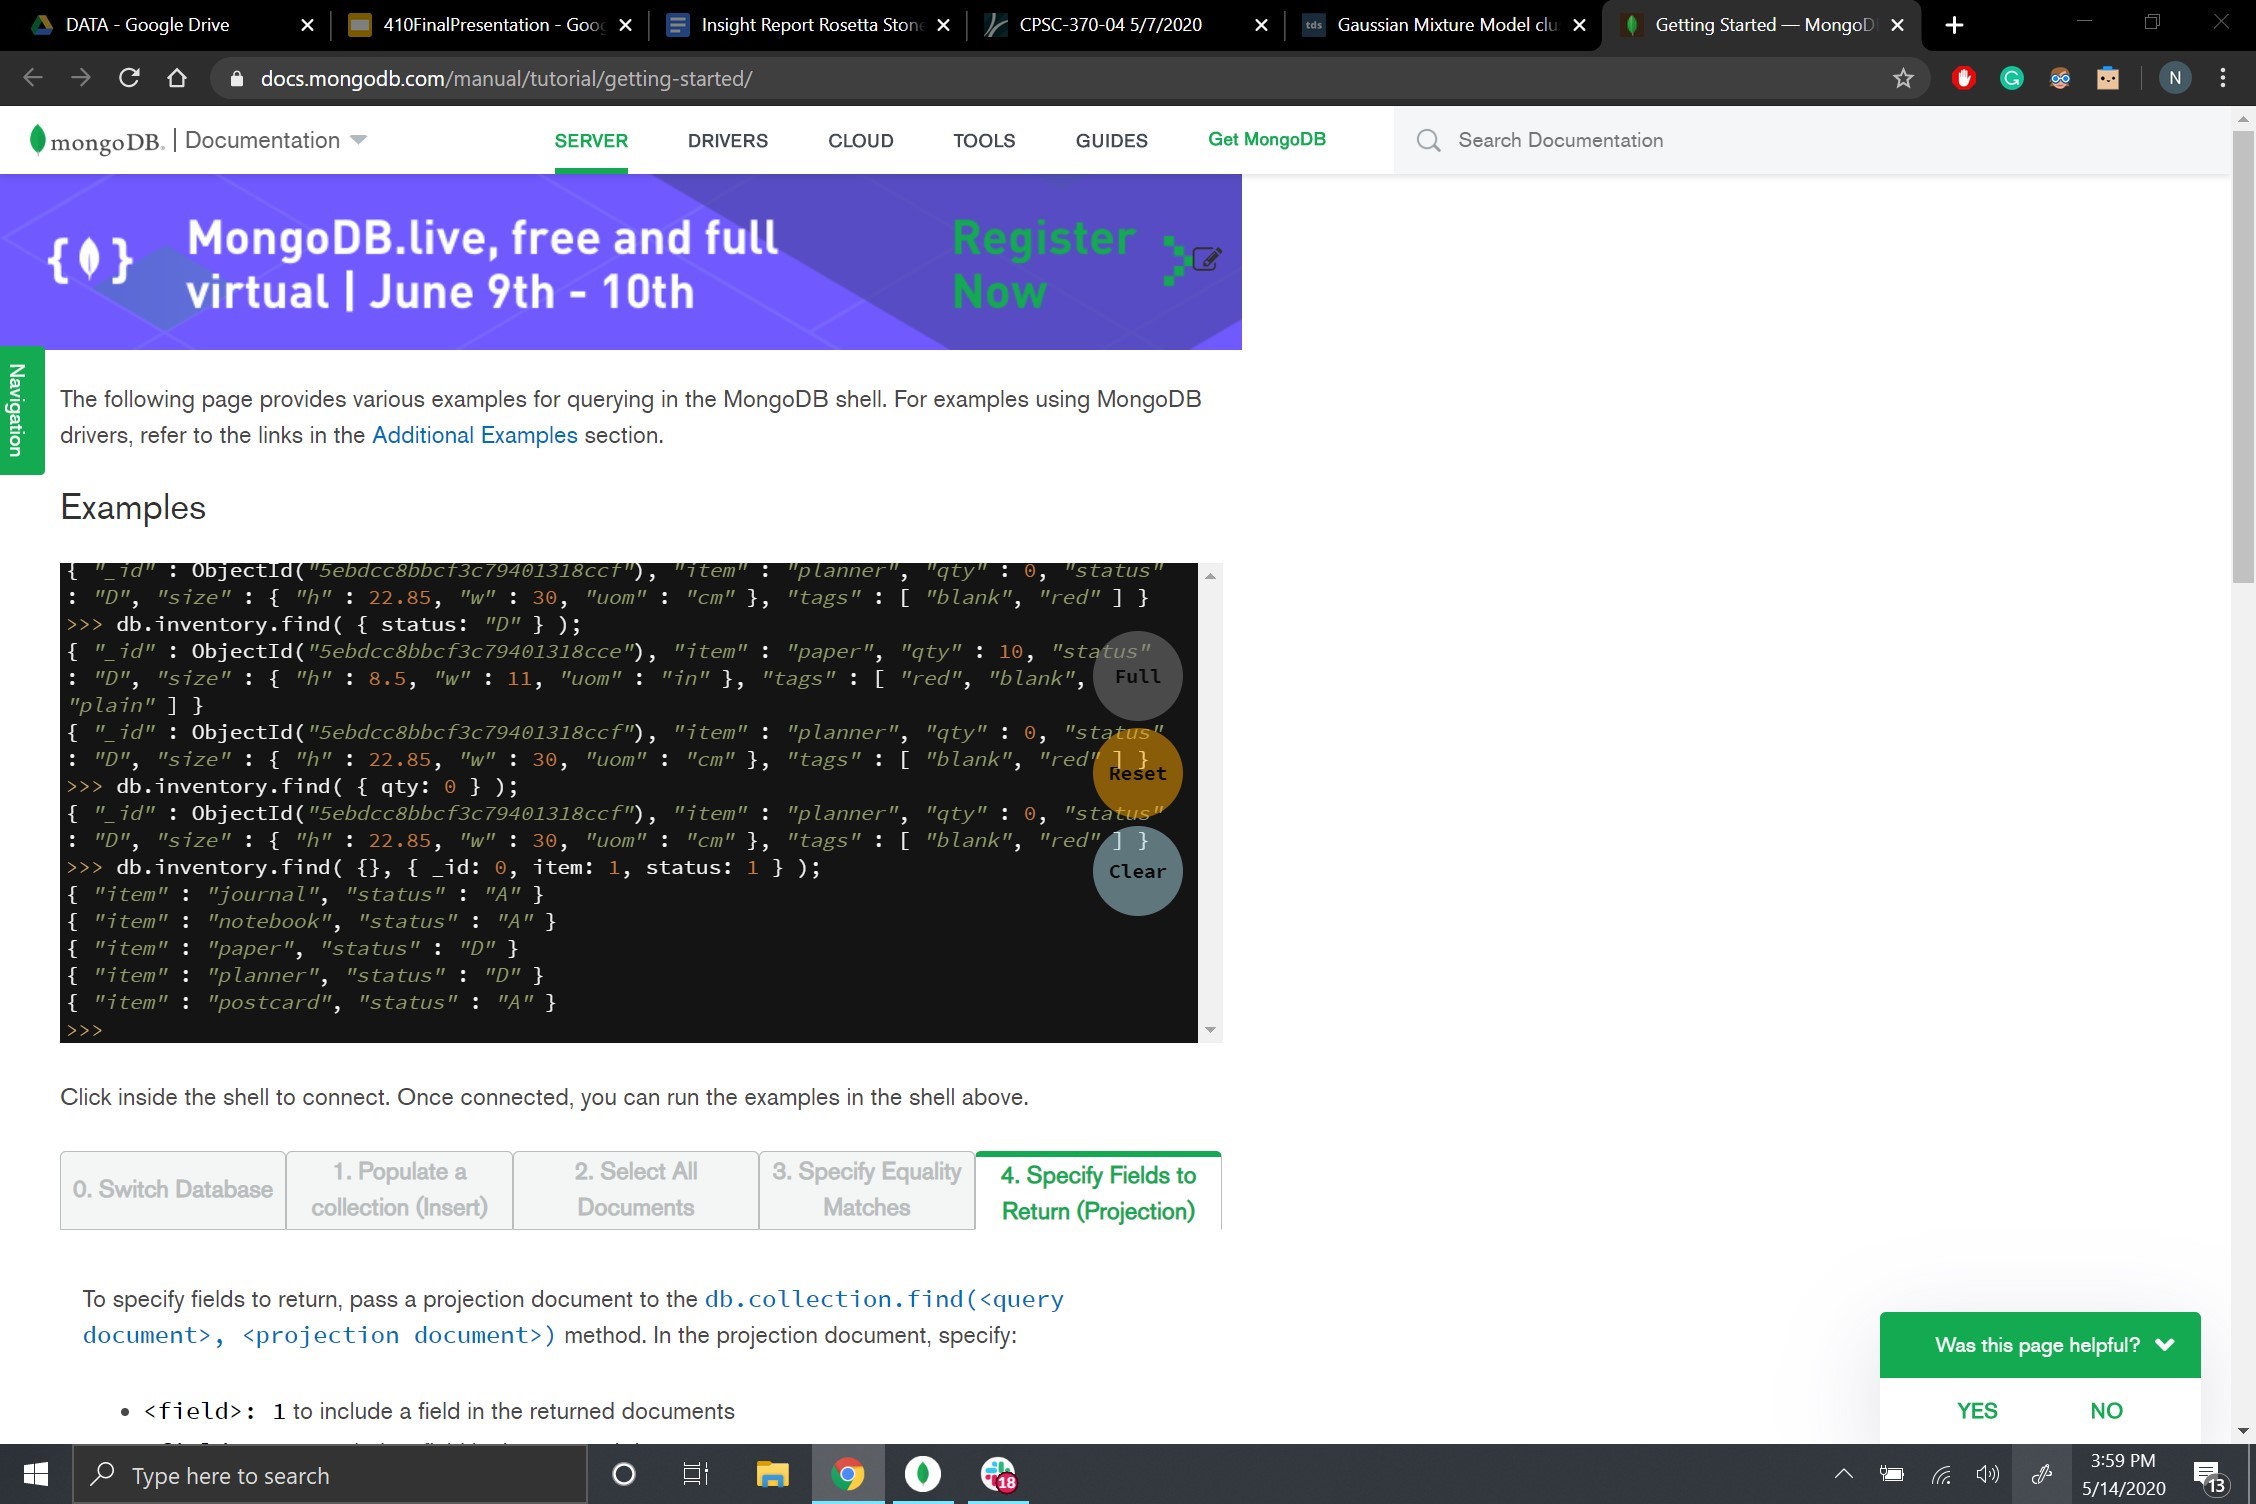 DATA - Google Drive
410FinalPresentation - Goo
Insight Report Rosetta Stone
CPSC-370-04 5/7/2020
tds
Gaussian Mixture Model clu
Getting Started — MongoD
docs.mongodb.com/manual/tutorial/getting-started/
N
mongoDB. | Documentation
SERVER
DRIVERS
CLOUD
TOOLS
GUIDES
Get MongoDB
Search Documentation
MongoDB.live, free and full
virtual | June 9th - 10th
Register
Now
Navigation
The following page provides various examples for querying in the MongoDB shell. For examples using MongoDB
drivers, refer to the links in the Additional Examples section.
Examples
{ "_id" : ObjectId("5ebdcc8bbcf3c79401318ccf"), "item" : "planner", "qty" : 0, "status"
: "D", "size" : { "h" : 22.85, "w" : 30, "uom" : "cm" }, "tags" : [ "blank", "red" ] }
>>> db.inventory.find( { status: "D" } );
{ "_id" : ObjectId("5ebdcc8bbcf3c79401318cce"), "item" : "paper", "qty" : 10, "status"
: "D", "size" : { "h" : 8.5, "w" : 11, "uom" : "in" }, "tags" : [ "red", "blank",
"plain" ] }
{ "_id" : ObjectId("5ebdcc8bbcf3c79401318ccf"), "item" : "planner", "qty" : 0, "status"
: "D", "size" : { "h" : 22.85, "w" : 30, "uom" : "cm" }, "tags" : [ "blank", "red" ] }
>>> db.inventory.find( { qty: 0 } );
{ "_id" : ObjectId("5ebdcc8bbcf3c79401318ccf"), "item" : "planner", "qty" : 0, "status"
: "D", "size" : { "h" : 22.85, "w" : 30, "uom" : "cm" }, "tags" : [ "blank", "red" ] }
>>> db.inventory.find( {}, { _id: 0, item: 1, status: 1 } );
{ "item" : "journal", "status" : "A" }
{ "item" : "notebook", "status" : "A" }
{ "item" : "paper", "status" : "D" }
{ "item" : "planner", "status" : "D" }
{ "item" : "postcard", "status" : "A" }
>>>
Full
Reset
Clear
Click inside the shell to connect. Once connected, you can run the examples in the shell above.
0. Switch Database
1. Populate a
collection (Insert)
2. Select All
Documents
3. Specify Equality
Matches
4. Specify Fields to
Return (Projection)
To specify fields to return, pass a projection document to the db.collection.find(<query
document>, <projection document>) method. In the projection document, specify:
• <field>: 1 to include a field in the returned documents
Was this page helpful?
YES
NO
Type here to search
18
3:59 PM
5/14/2020
13